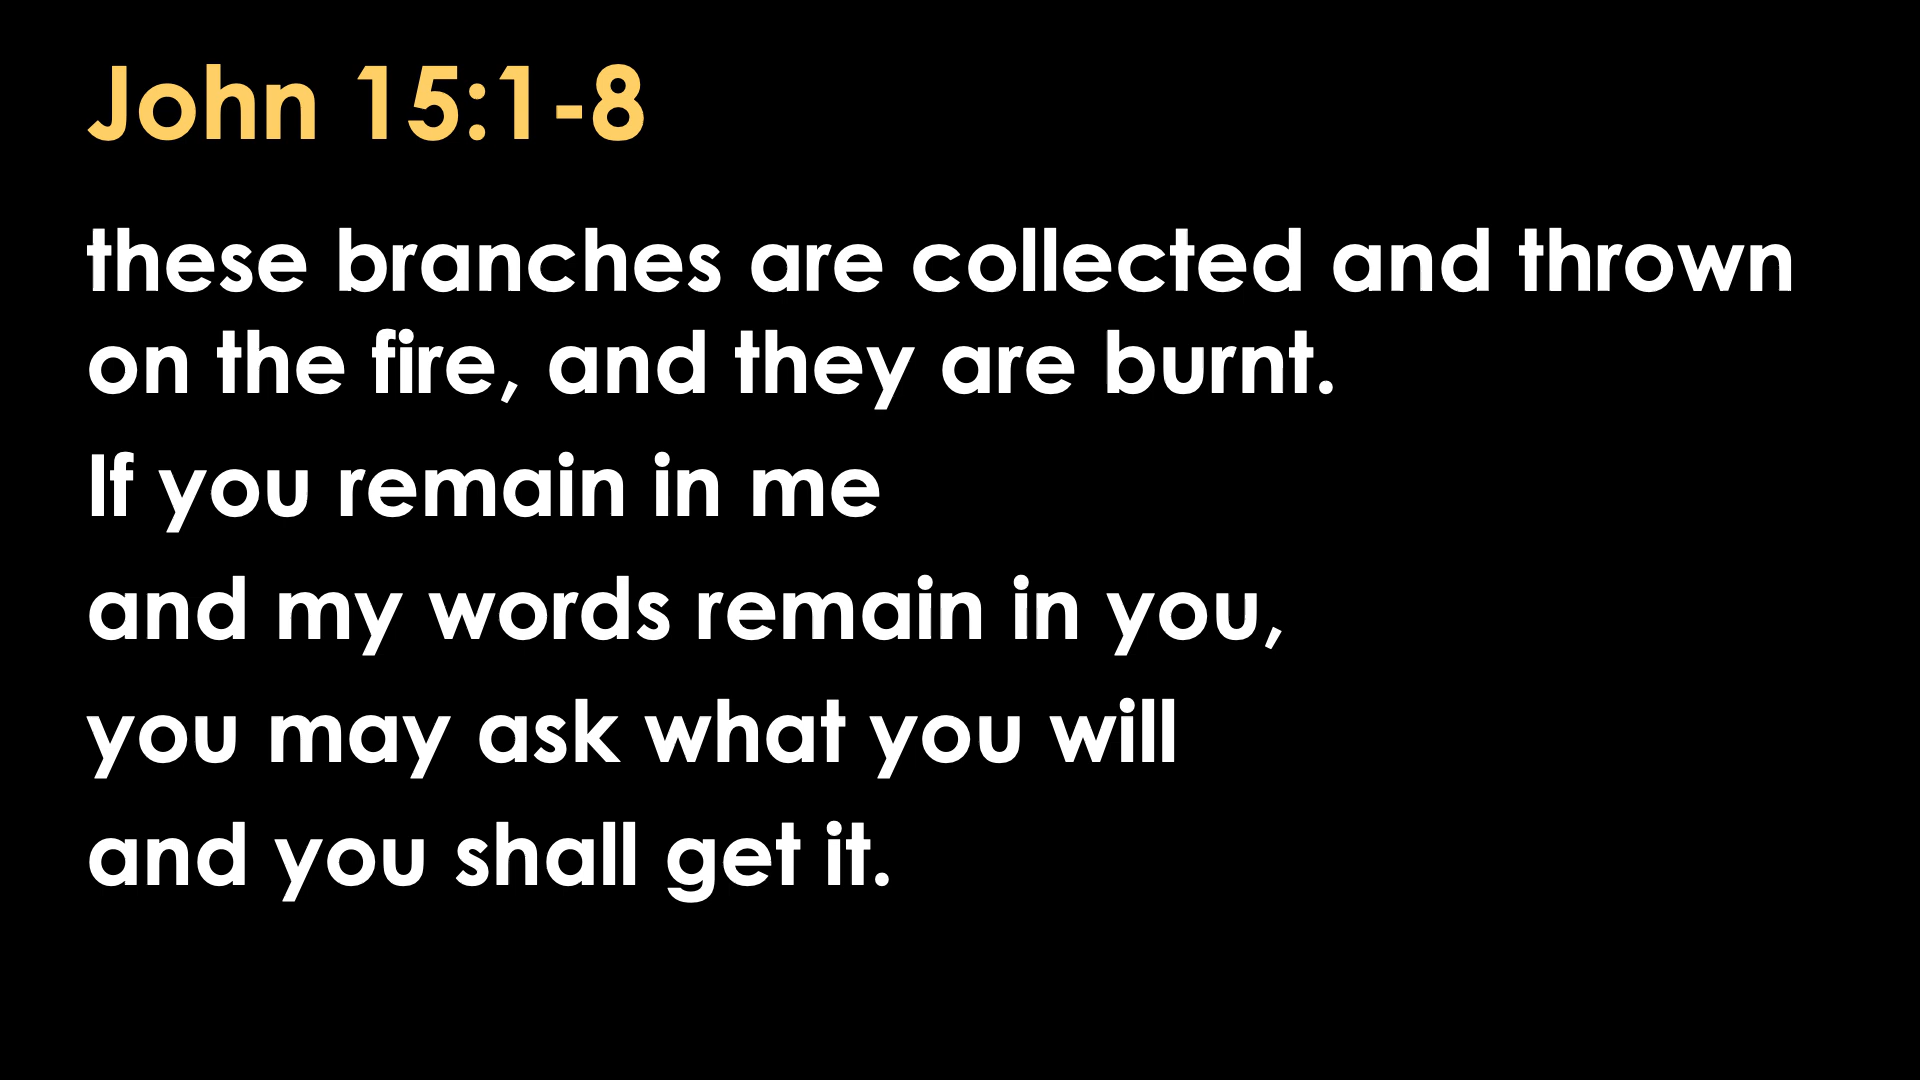 John 15:1-8
these branches are collected and thrown
on the fire, and they are burnt.
If you remain in me
and my words remain in you,
you may ask what you will
and you shall get it.